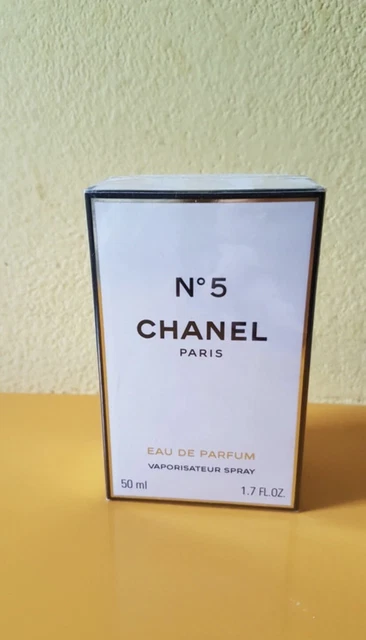 N°5
CHANEL
PARIS
EAU DE PARFUM
VAPORISATEUR SPRAY
50 ml 1.7 FL.OZ.